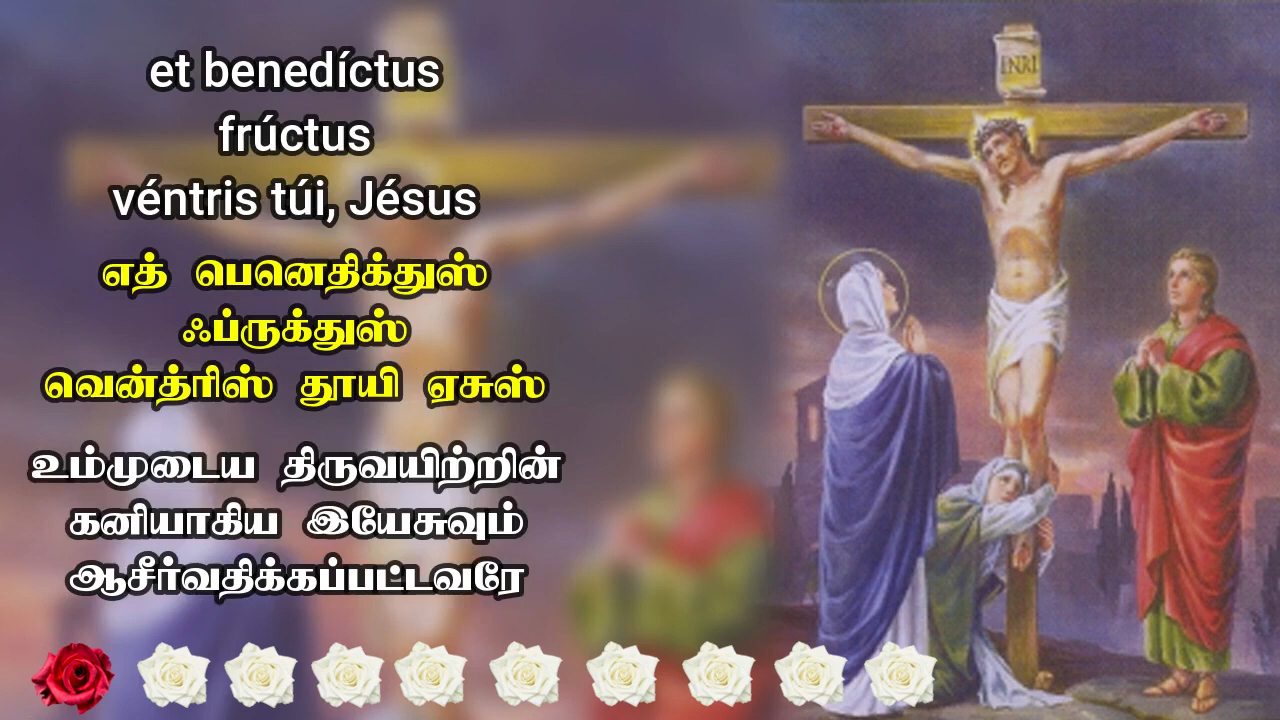 et benedíctus
frúctus
véntris túi, Jésus
எத் பெனெதிக்துஸ்
ஃப்ருக்துஸ்
வென்த்ரிஸ் தூயி ஏசுஸ்
உம்முடைய திருவயிற்றின்
கனியாகிய இயேசுவும்
ஆசீர்வதிக்கப்பட்டவரே
INRI